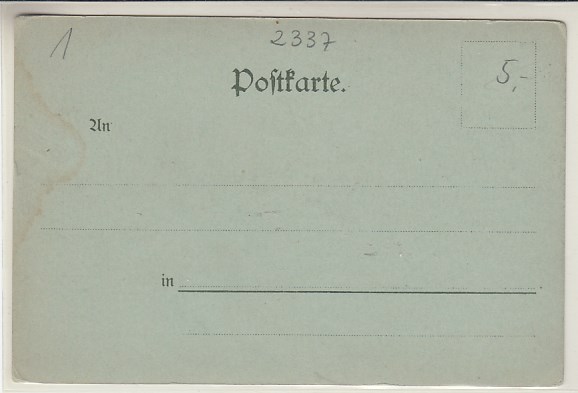 1
2337
Postkarte.
5,-
An
in